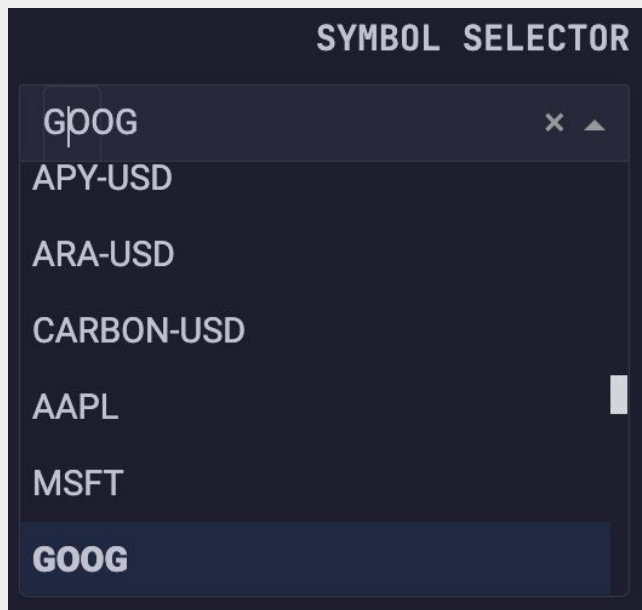 SYMBOL SELECTOR
GOOG
APY-USD
ARA-USD
CARBON-USD
AAPL
MSFT
GOOG